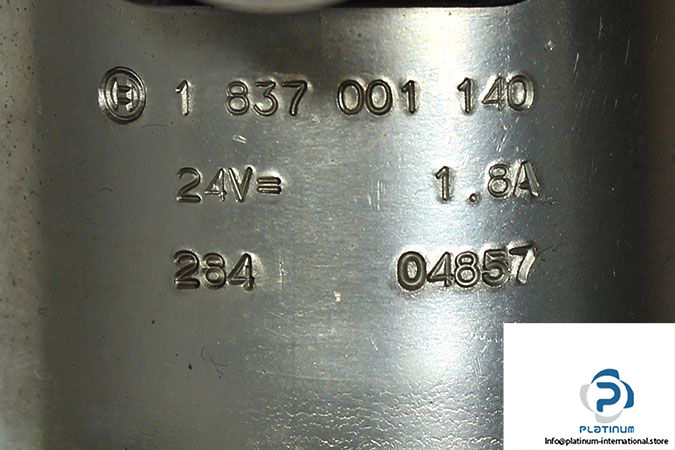 1 837 001 140
24V= 1.8A
284 04857
PLATINUM
Info@platinum-international.store